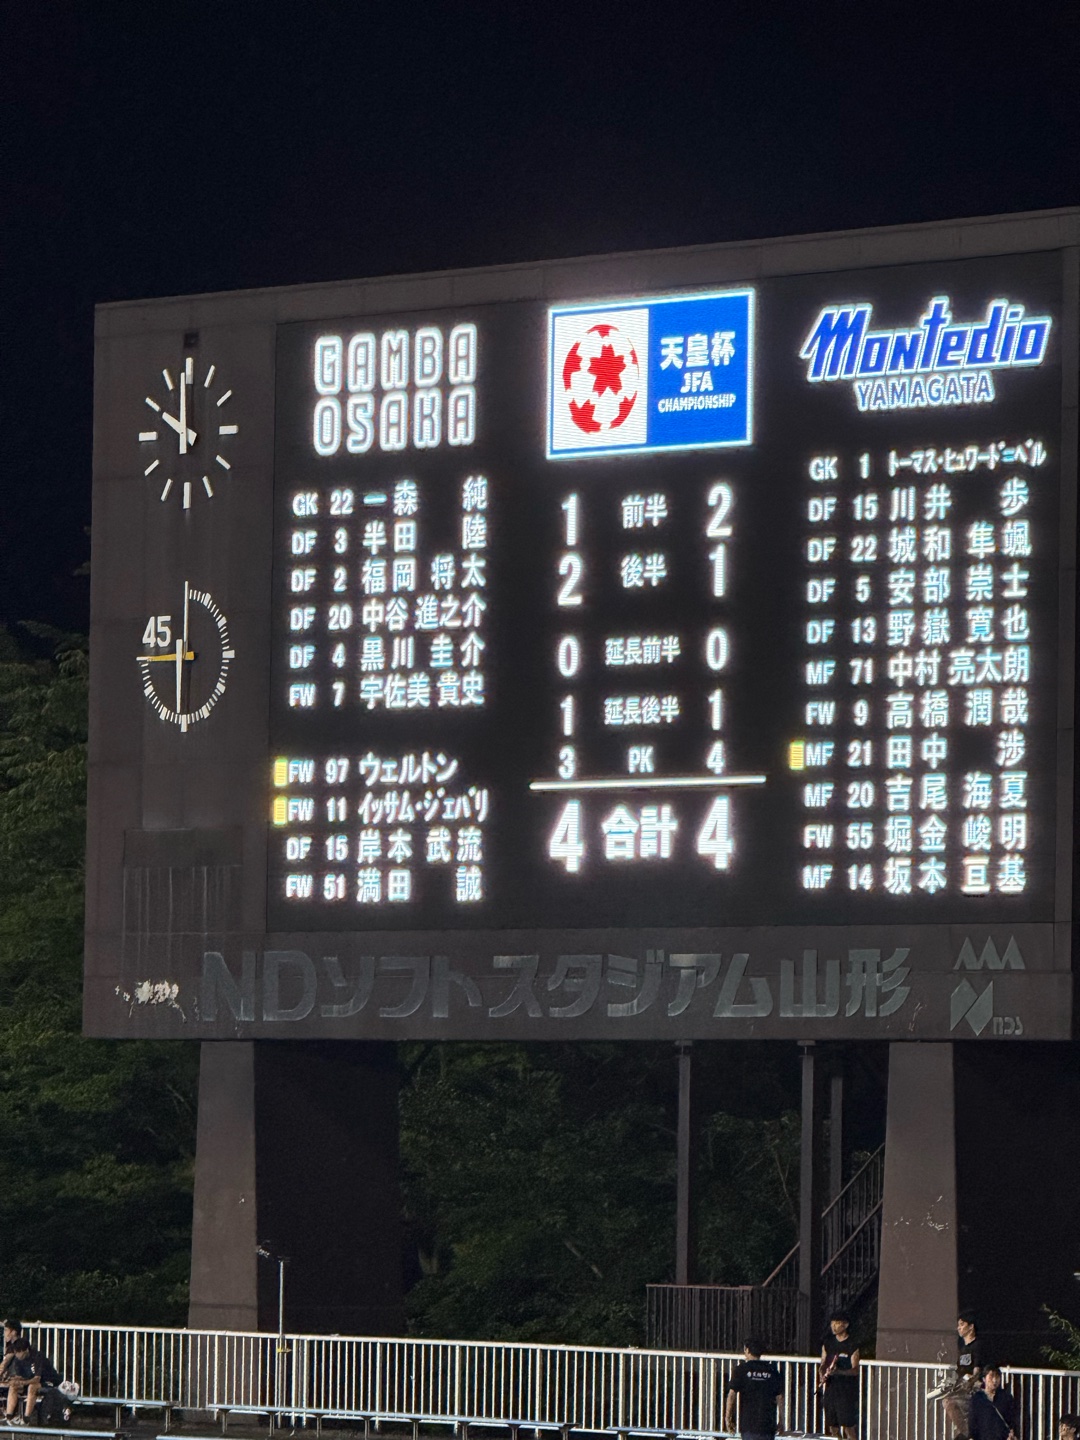 GAMBA
OSAKA
天皇杯
JFA
CHAMPIONSHIP
Montedio
YAMAGATA
45
GK 22 一森 純
DF 3 半田 陸
DF 2 福岡 将太
DF 20 中谷 進之介
DF 4 黒川 圭介
FW 7 宇佐美 貴史
FW 97 ウェルトン
FW 11 イッサム・ジェバリ
DF 15 岸本 武流
FW 51 満田 誠
1 前半 2
2 後半 1
0 延長前半 0
1 延長後半 1
3 PK 4
4 合計 4
GK 1 トーマス・ヒュワード=ベル
DF 15 川井 歩
DF 22 城和 隼颯
DF 5 安部 崇士
DF 13 野嶽 寛也
MF 71 中村 亮太朗
FW 9 高橋 潤哉
MF 21 田中 渉
MF 20 吉尾 海夏
FW 55 堀金 峻明
MF 14 坂本 亘基
NDソフトスタジアム山形
NDS